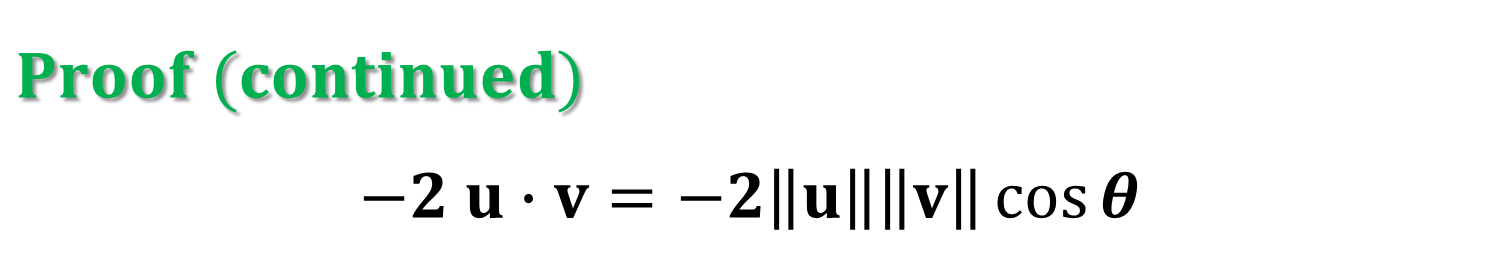 Proof (continued)
−2 u · v = −2‖u‖‖v‖ cos θ